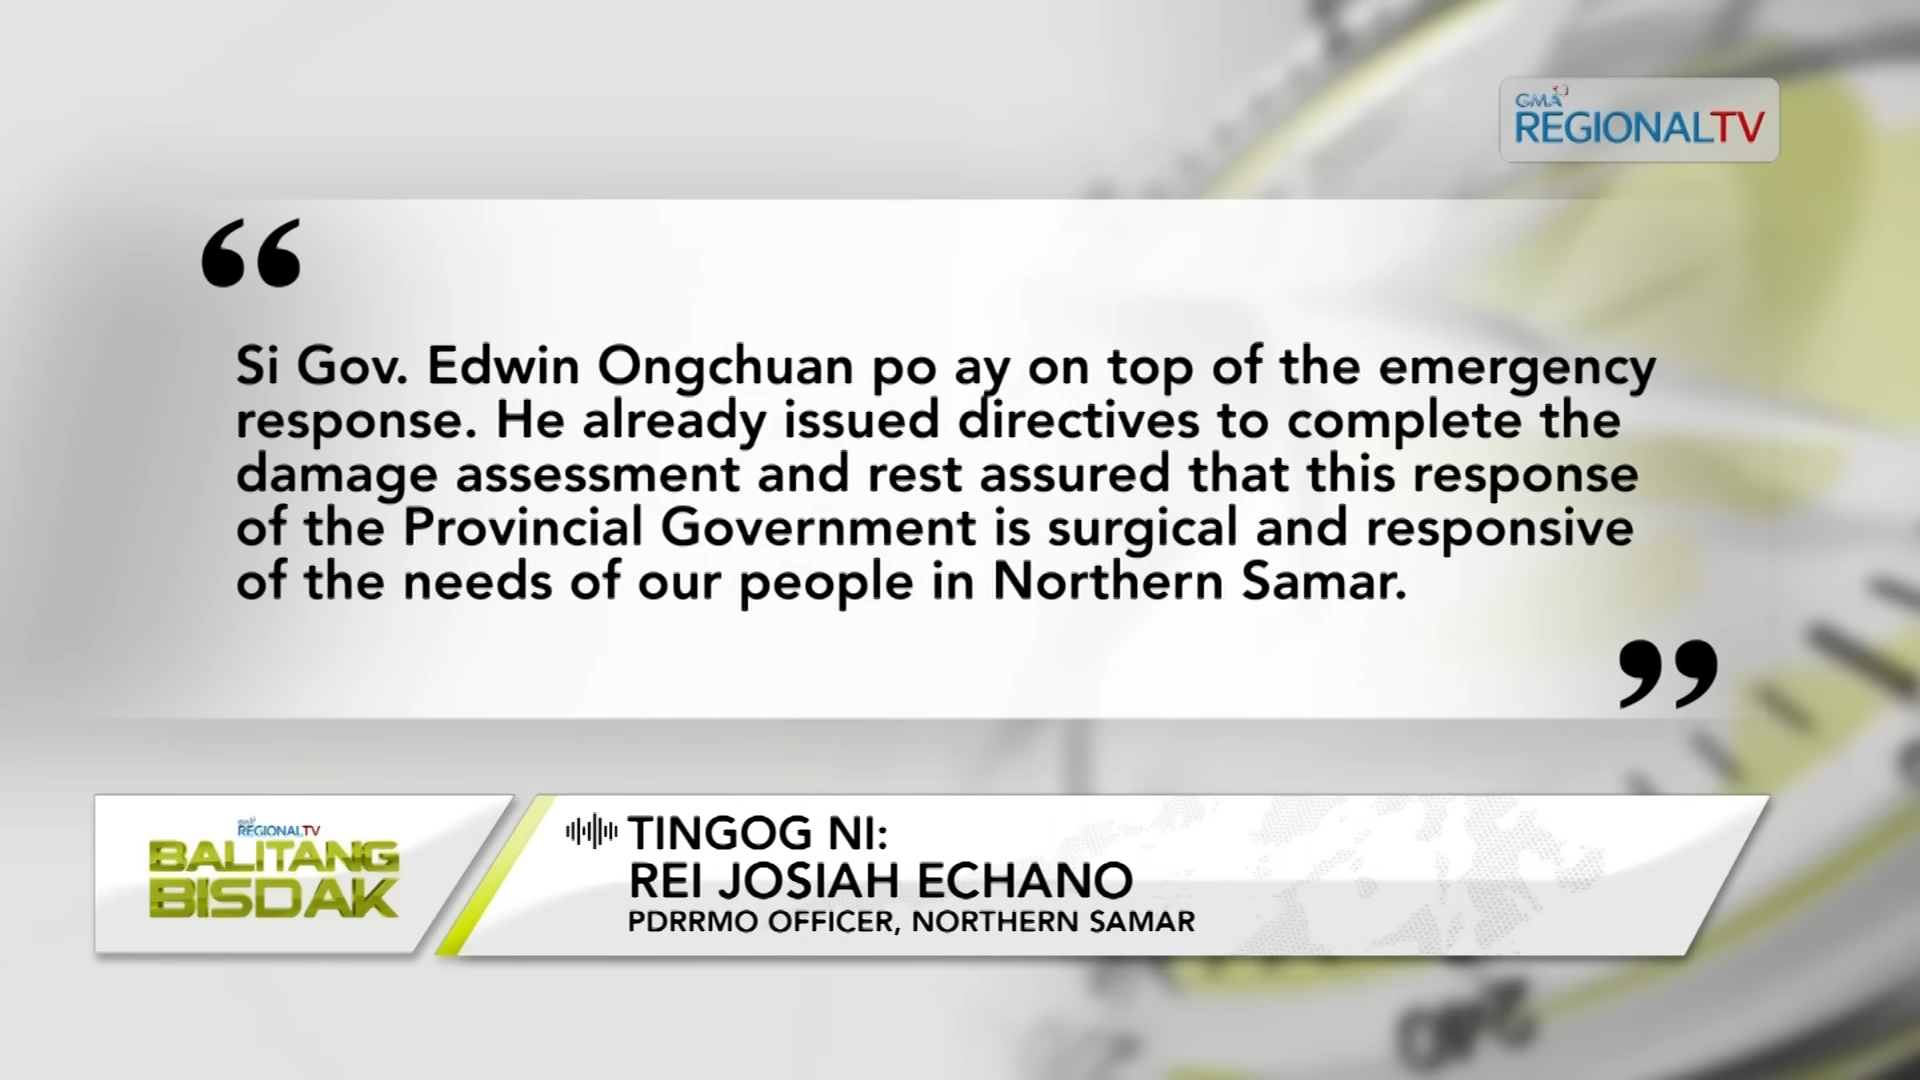 GMA
REGIONALTV
“
Si Gov. Edwin Ongchuan po ay on top of the emergency
response. He already issued directives to complete the
damage assessment and rest assured that this response
of the Provincial Government is surgical and responsive
of the needs of our people in Northern Samar.
”
GMA
REGIONALTV
BALITANG
BISDAK
TINGOG NI:
REI JOSIAH ECHANO
PDRRMO OFFICER, NORTHERN SAMAR